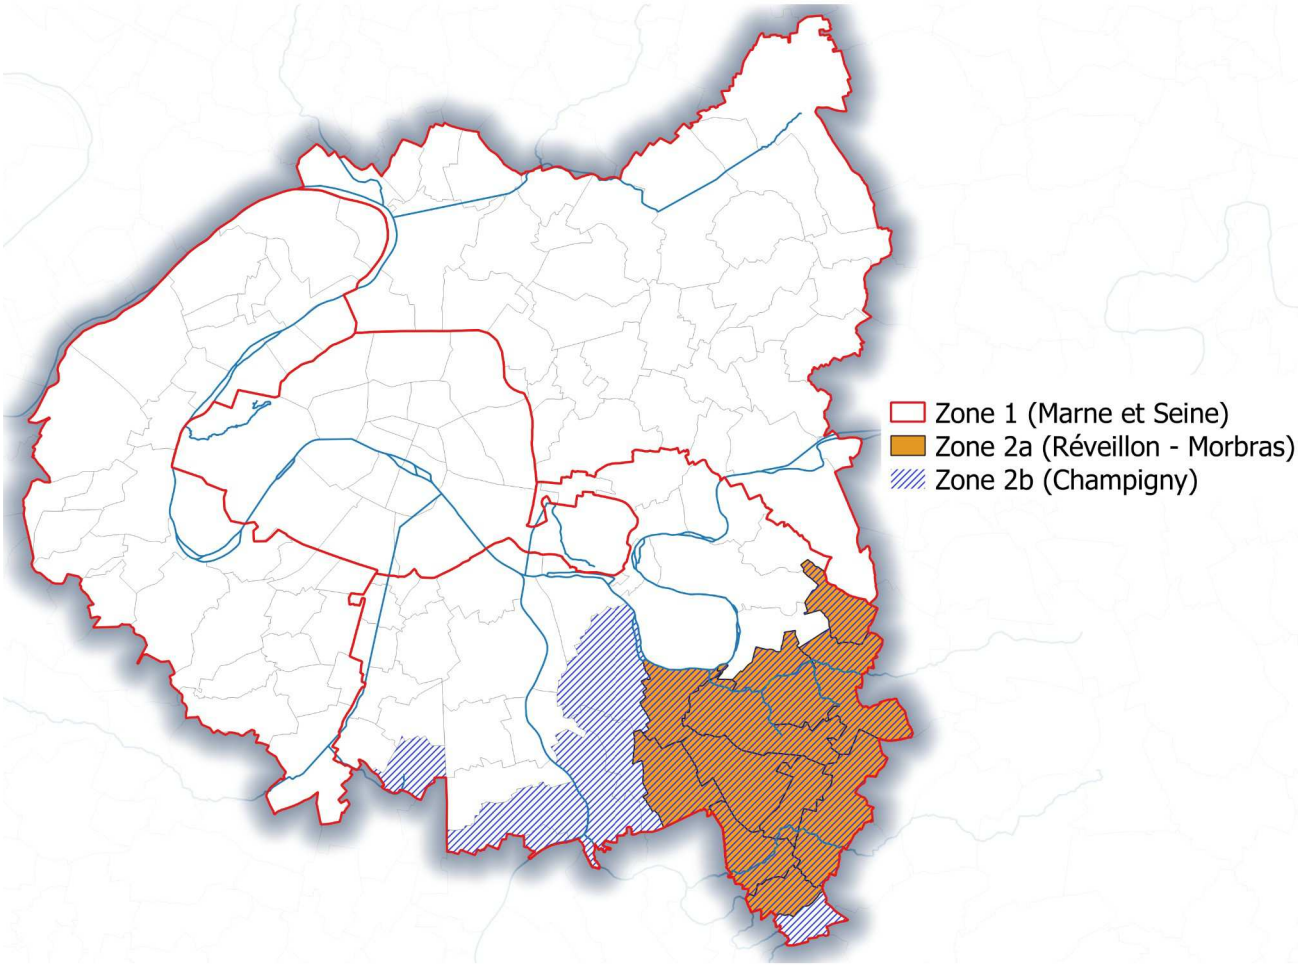 Zone 1 (Marne et Seine)
Zone 2a (Réveillon - Morbras)
Zone 2b (Champigny)